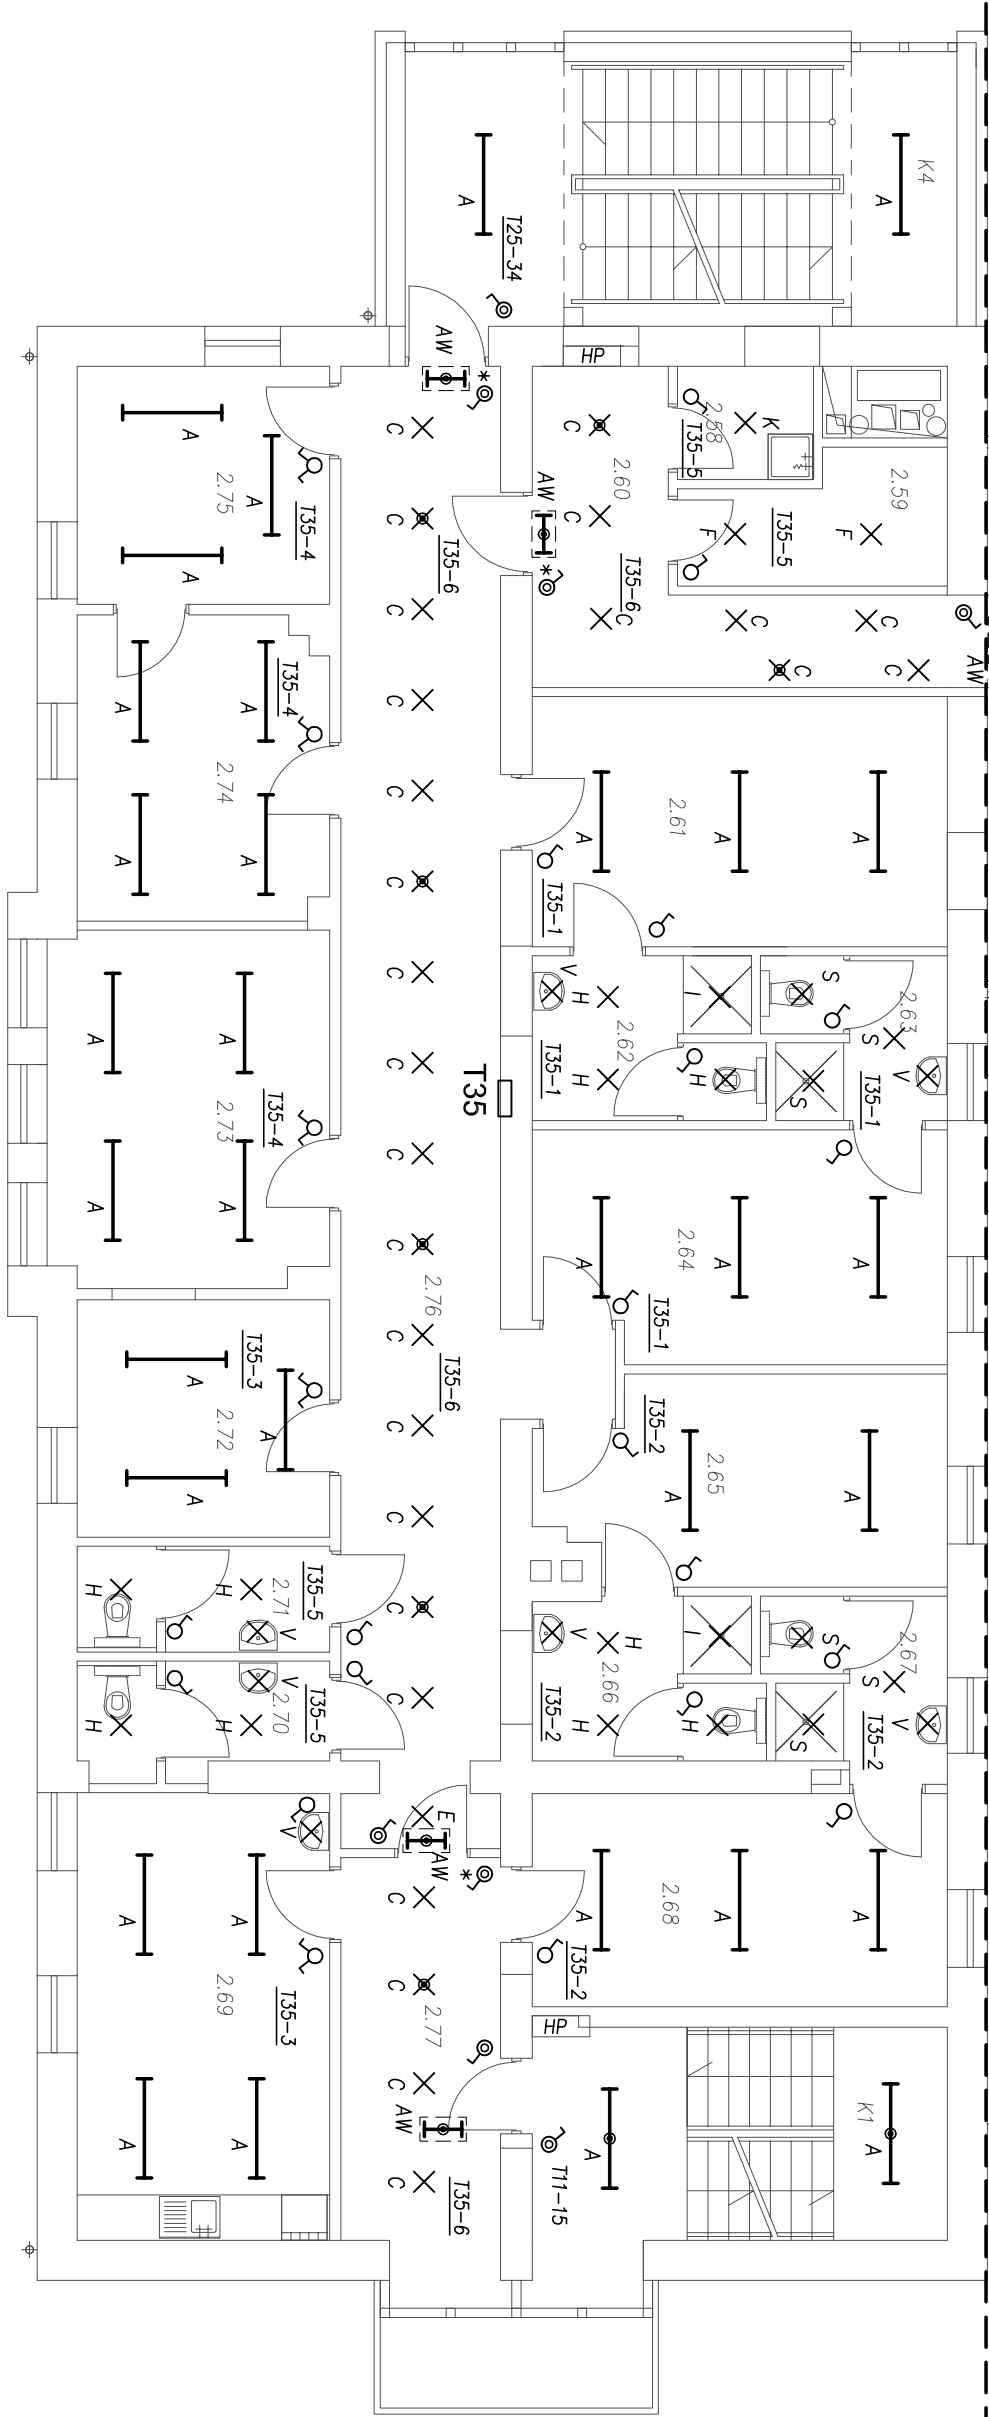 K4
A
A
T25-34
HP
AW
*
C
C
K
2.58
T35-5
2.59
A
2.75
A
A
T35-4
C
T35-6
AW
*
2.60
C
T35-6
C
F
T35-5
F
C
C
C
C
AW
C
T35-4
A
A
2.74
A
A
C
C
2.61
A
A
A
T35-1
C
C
V
H
2.62
I
S
2.63
S
T35-1
H
H
S
T35-1
V
C
T35
A
A
2.73
T35-4
A
A
C
C
2.76
2.64
A
A
A
T35-1
C
T35-6
T35-3
A
2.72
A
A
C
T35-2
2.65
A
A
C
T35-5
2.71
H
H
V
C
V
H
2.66
I
S
2.67
S
T35-5
2.70
V
H
H
C
T35-2
H
H
S
T35-2
V
E
AW
*
V
C
A
A
2.69
T35-3
A
A
2.68
A
A
A
T35-2
C
2.77
HP
C
AW
C
T35-6
T11-15
A
K1
A